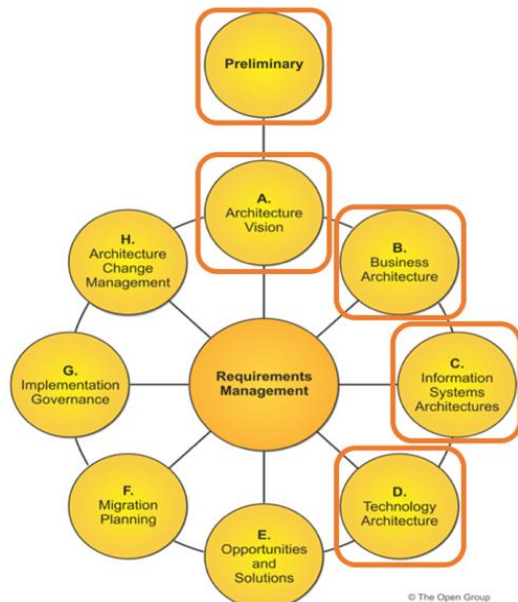 Preliminary
A.
Architecture
Vision
H.
Architecture
Change
Management
B.
Business
Architecture
G.
Implementation
Governance
Requirements
Management
C.
Information
Systems
Architectures
F.
Migration
Planning
D.
Technology
Architecture
E.
Opportunities
and
Solutions
© The Open Group